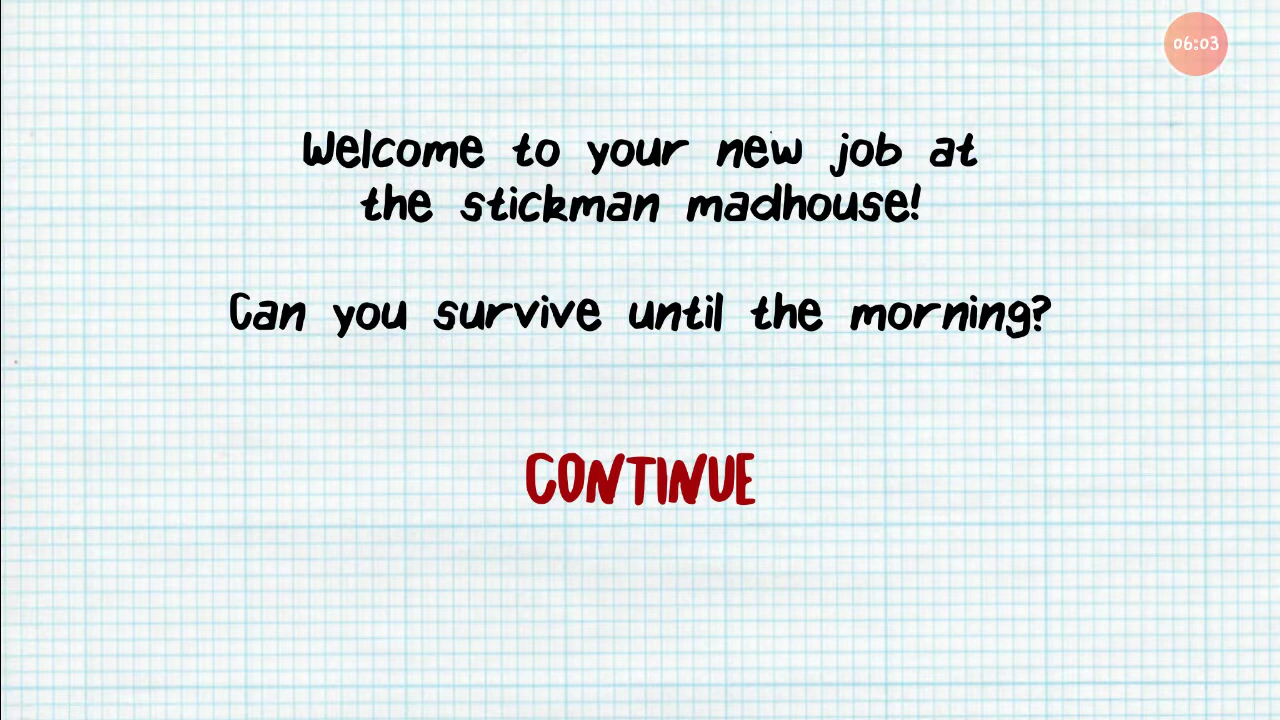 06:03
Welcome to your new job at
the stickman madhouse!
Can you survive until the morning?
CONTINUE